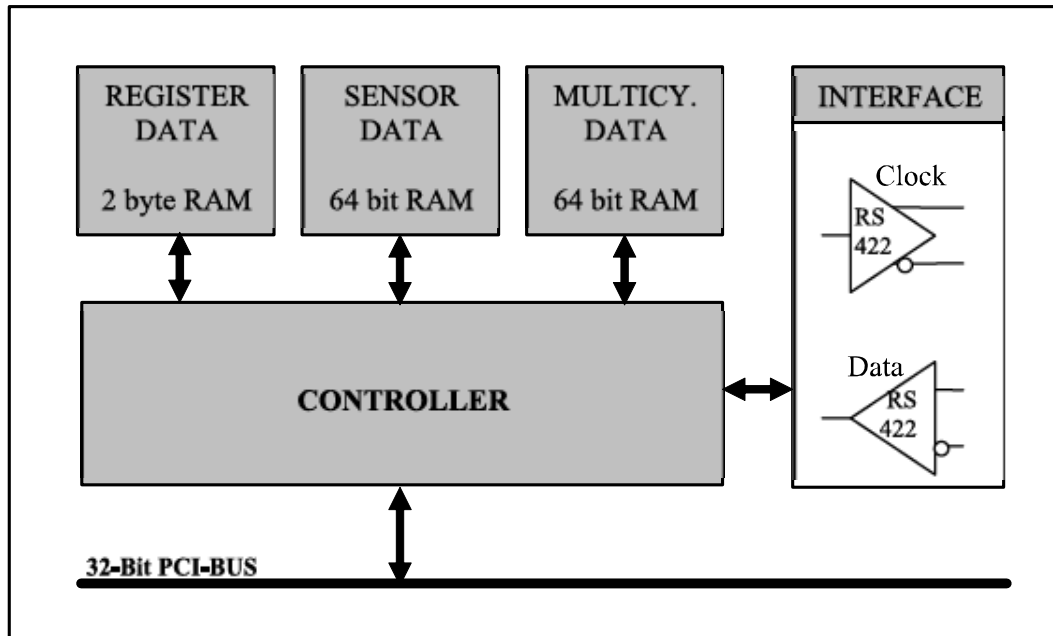 REGISTER
DATA
2 byte RAM
SENSOR
DATA
64 bit RAM
MULTICY.
DATA
64 bit RAM
INTERFACE
Clock
RS
422
Data
RS
422
CONTROLLER
32-Bit PCI-BUS